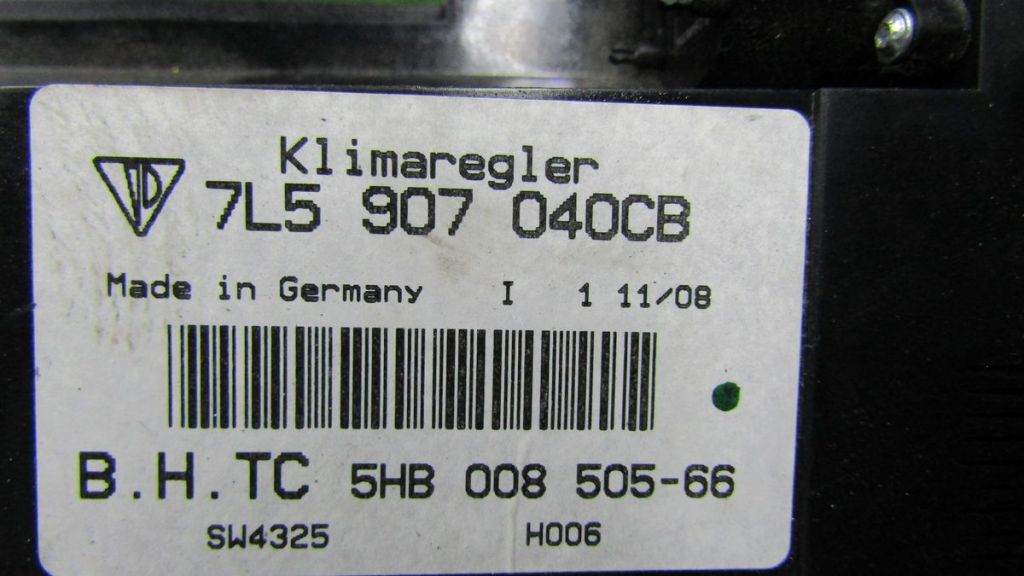 Klimaregler
7L5 907 040CB
Made in Germany I 1 11/08
B.H.TC 5HB 008 505-66
SW4325 H006